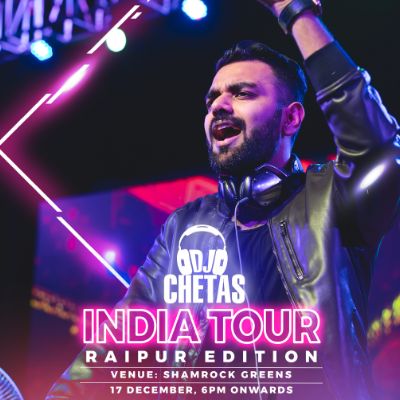 DJ
CHETAS
INDIA TOUR
RAIPUR EDITION
VENUE: SHAMROCK GREENS
17 DECEMBER, 6PM ONWARDS